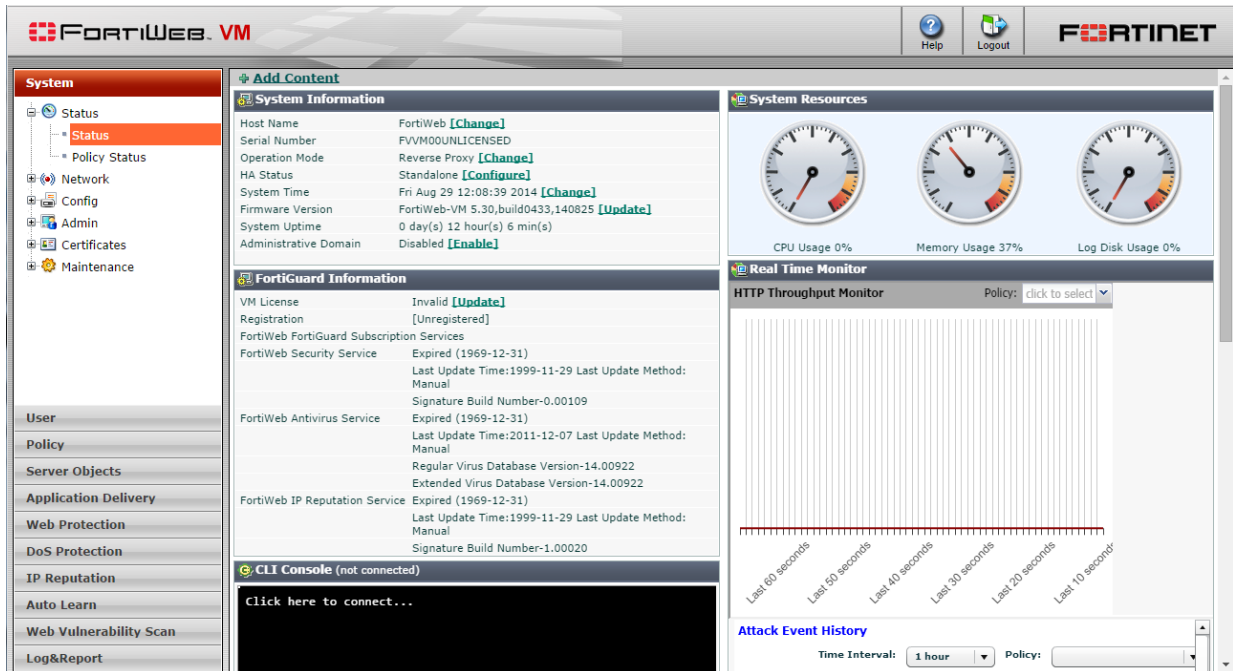 FORTIWEB VM
Help
Logout
FORTINET
System
Status
Status
Policy Status
Network
Config
Admin
Certificates
Maintenance
User
Policy
Server Objects
Application Delivery
Web Protection
DoS Protection
IP Reputation
Auto Learn
Web Vulnerability Scan
Log&Report
Add Content
System Information
Host Name FortiWeb [Change]
Serial Number FVVM00UNLICENSED
Operation Mode Reverse Proxy [Change]
HA Status Standalone [Configure]
System Time Fri Aug 29 12:08:39 2014 [Change]
Firmware Version FortiWeb-VM 5.30,build0433,140825 [Update]
System Uptime 0 day(s) 12 hour(s) 6 min(s)
Administrative Domain Disabled [Enable]
FortiGuard Information
VM License Invalid [Update]
Registration [Unregistered]
FortiWeb FortiGuard Subscription Services
FortiWeb Security Service Expired (1969-12-31)
Last Update Time:1999-11-29 Last Update Method:
Manual
Signature Build Number-0.00109
FortiWeb Antivirus Service Expired (1969-12-31)
Last Update Time:2011-12-07 Last Update Method:
Manual
Regular Virus Database Version-14.00922
Extended Virus Database Version-14.00922
FortiWeb IP Reputation Service Expired (1969-12-31)
Last Update Time:1999-11-29 Last Update Method:
Manual
Signature Build Number-1.00020
CLI Console (not connected)
Click here to connect...
System Resources
CPU Usage 0%
Memory Usage 37%
Log Disk Usage 0%
Real Time Monitor
HTTP Throughput Monitor Policy: click to select
Last 60 seconds
Last 50 seconds
Last 40 seconds
Last 30 seconds
Last 20 seconds
Last 10 seconds
Attack Event History
Time Interval: 1 hour Policy: